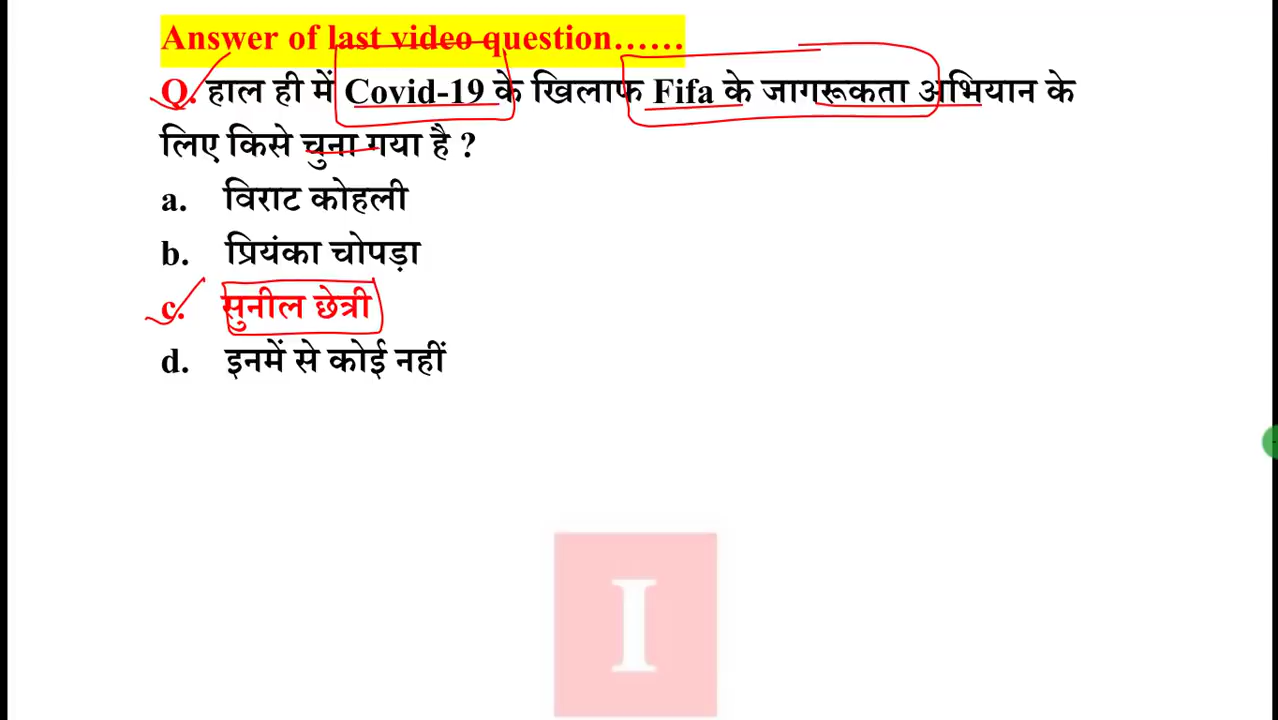 Answer of last video question......
Q. हाल ही में Covid-19 के खिलाफ Fifa के जागरूकता अभियान के
लिए किसे चुना गया है ?
a. विराट कोहली
b. प्रियंका चोपड़ा
c. सुनील छेत्री
d. इनमें से कोई नहीं
I